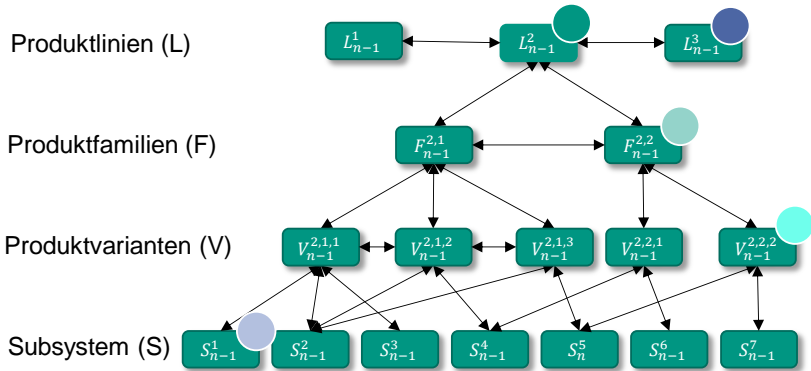 Produktlinien (L)
L¹ₙ₋₁ L²ₙ₋₁ L³ₙ₋₁
Produktfamilien (F)
F²,¹ₙ₋₁ F²,²ₙ₋₁
Produktvarianten (V)
V²,¹,¹ₙ₋₁ V²,¹,²ₙ₋₁ V²,¹,³ₙ₋₁ V²,²,¹ₙ₋₁ V²,²,²ₙ₋₁
Subsystem (S)
S¹ₙ₋₁ S²ₙ₋₁ S³ₙ₋₁ S⁴ₙ₋₁ S⁵ₙ S⁶ₙ₋₁ S⁷ₙ₋₁